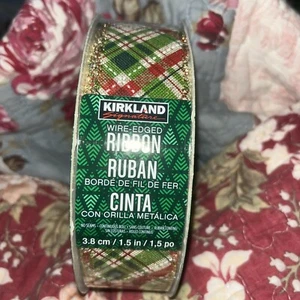 KIRKLAND
Signature
WIRE-EDGED
RIBBON
RUBAN
BORDÉ DE FIL DE FER
CINTA
CON ORILLA METÁLICA
3.8 cm / 1.5 in / 1,5 po